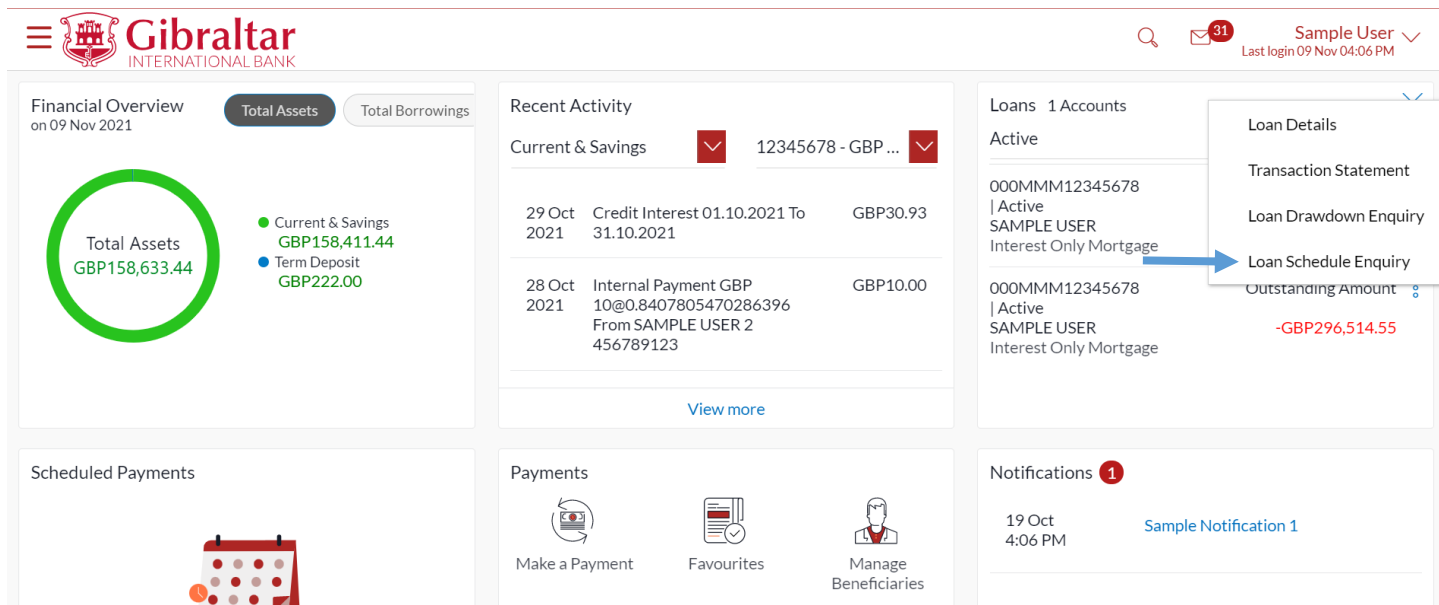 Gibraltar
INTERNATIONAL BANK
31
Sample User
Last login 09 Nov 04:06 PM
Financial Overview
on 09 Nov 2021
Total Assets
Total Borrowings
Total Assets
GBP158,633.44
Current & Savings
GBP158,411.44
Term Deposit
GBP222.00
Recent Activity
Current & Savings
12345678 - GBP ...
29 Oct 2021
Credit Interest 01.10.2021 To
31.10.2021
GBP30.93
28 Oct 2021
Internal Payment GBP
10@0.8407805470286396
From SAMPLE USER 2
456789123
GBP10.00
View more
Loans 1 Accounts
Active
000MMM12345678
| Active
SAMPLE USER
Interest Only Mortgage
Loan Details
Transaction Statement
Loan Drawdown Enquiry
Loan Schedule Enquiry
000MMM12345678
| Active
SAMPLE USER
Interest Only Mortgage
Outstanding Amount
-GBP296,514.55
Scheduled Payments
Payments
Make a Payment
Favourites
Manage
Beneficiaries
Notifications 1
19 Oct
4:06 PM
Sample Notification 1